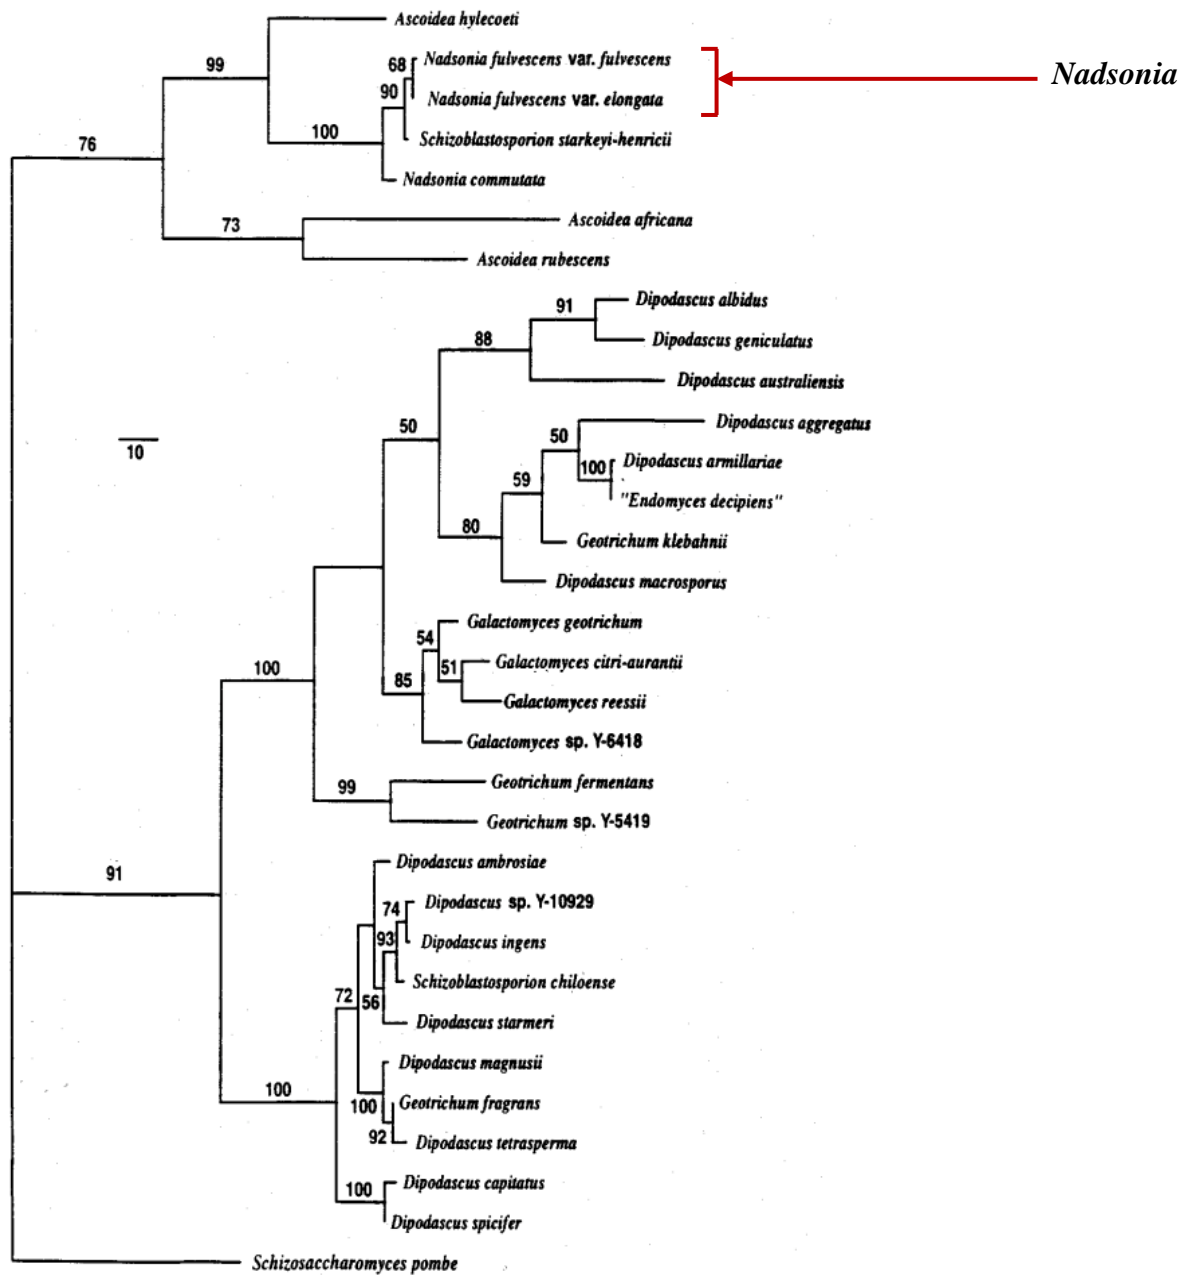 Ascoidea hylecoeti
99
68 Nadsonia fulvescens var. fulvescens
Nadsonia
90
Nadsonia fulvescens var. elongata
100
Schizoblastosporion starkeyi-henricii
76
Nadsonia commutata
Ascoidea africana
73
Ascoidea rubescens
Dipodascus albidus
91
Dipodascus geniculatus
88
Dipodascus australiensis
Dipodascus aggregatus
50
50
10
Dipodascus armillariae
100
59
"Endomyces decipiens"
80
Geotrichum klebahnii
Dipodascus macrosporus
Galactomyces geotrichum
54
Galactomyces citri-aurantii
100
51
85
Galactomyces reessii
Galactomyces sp. Y-6418
Geotrichum fermentans
99
Geotrichum sp. Y-5419
Dipodascus ambrosiae
91
Dipodascus sp. Y-10929
74
93
Dipodascus ingens
Schizoblastosporion chiloense
72
56
Dipodascus starmeri
Dipodascus magnusii
100
100
Geotrichum fragrans
92
Dipodascus tetrasperma
Dipodascus capitatus
100
Dipodascus spicifer
Schizosaccharomyces pombe